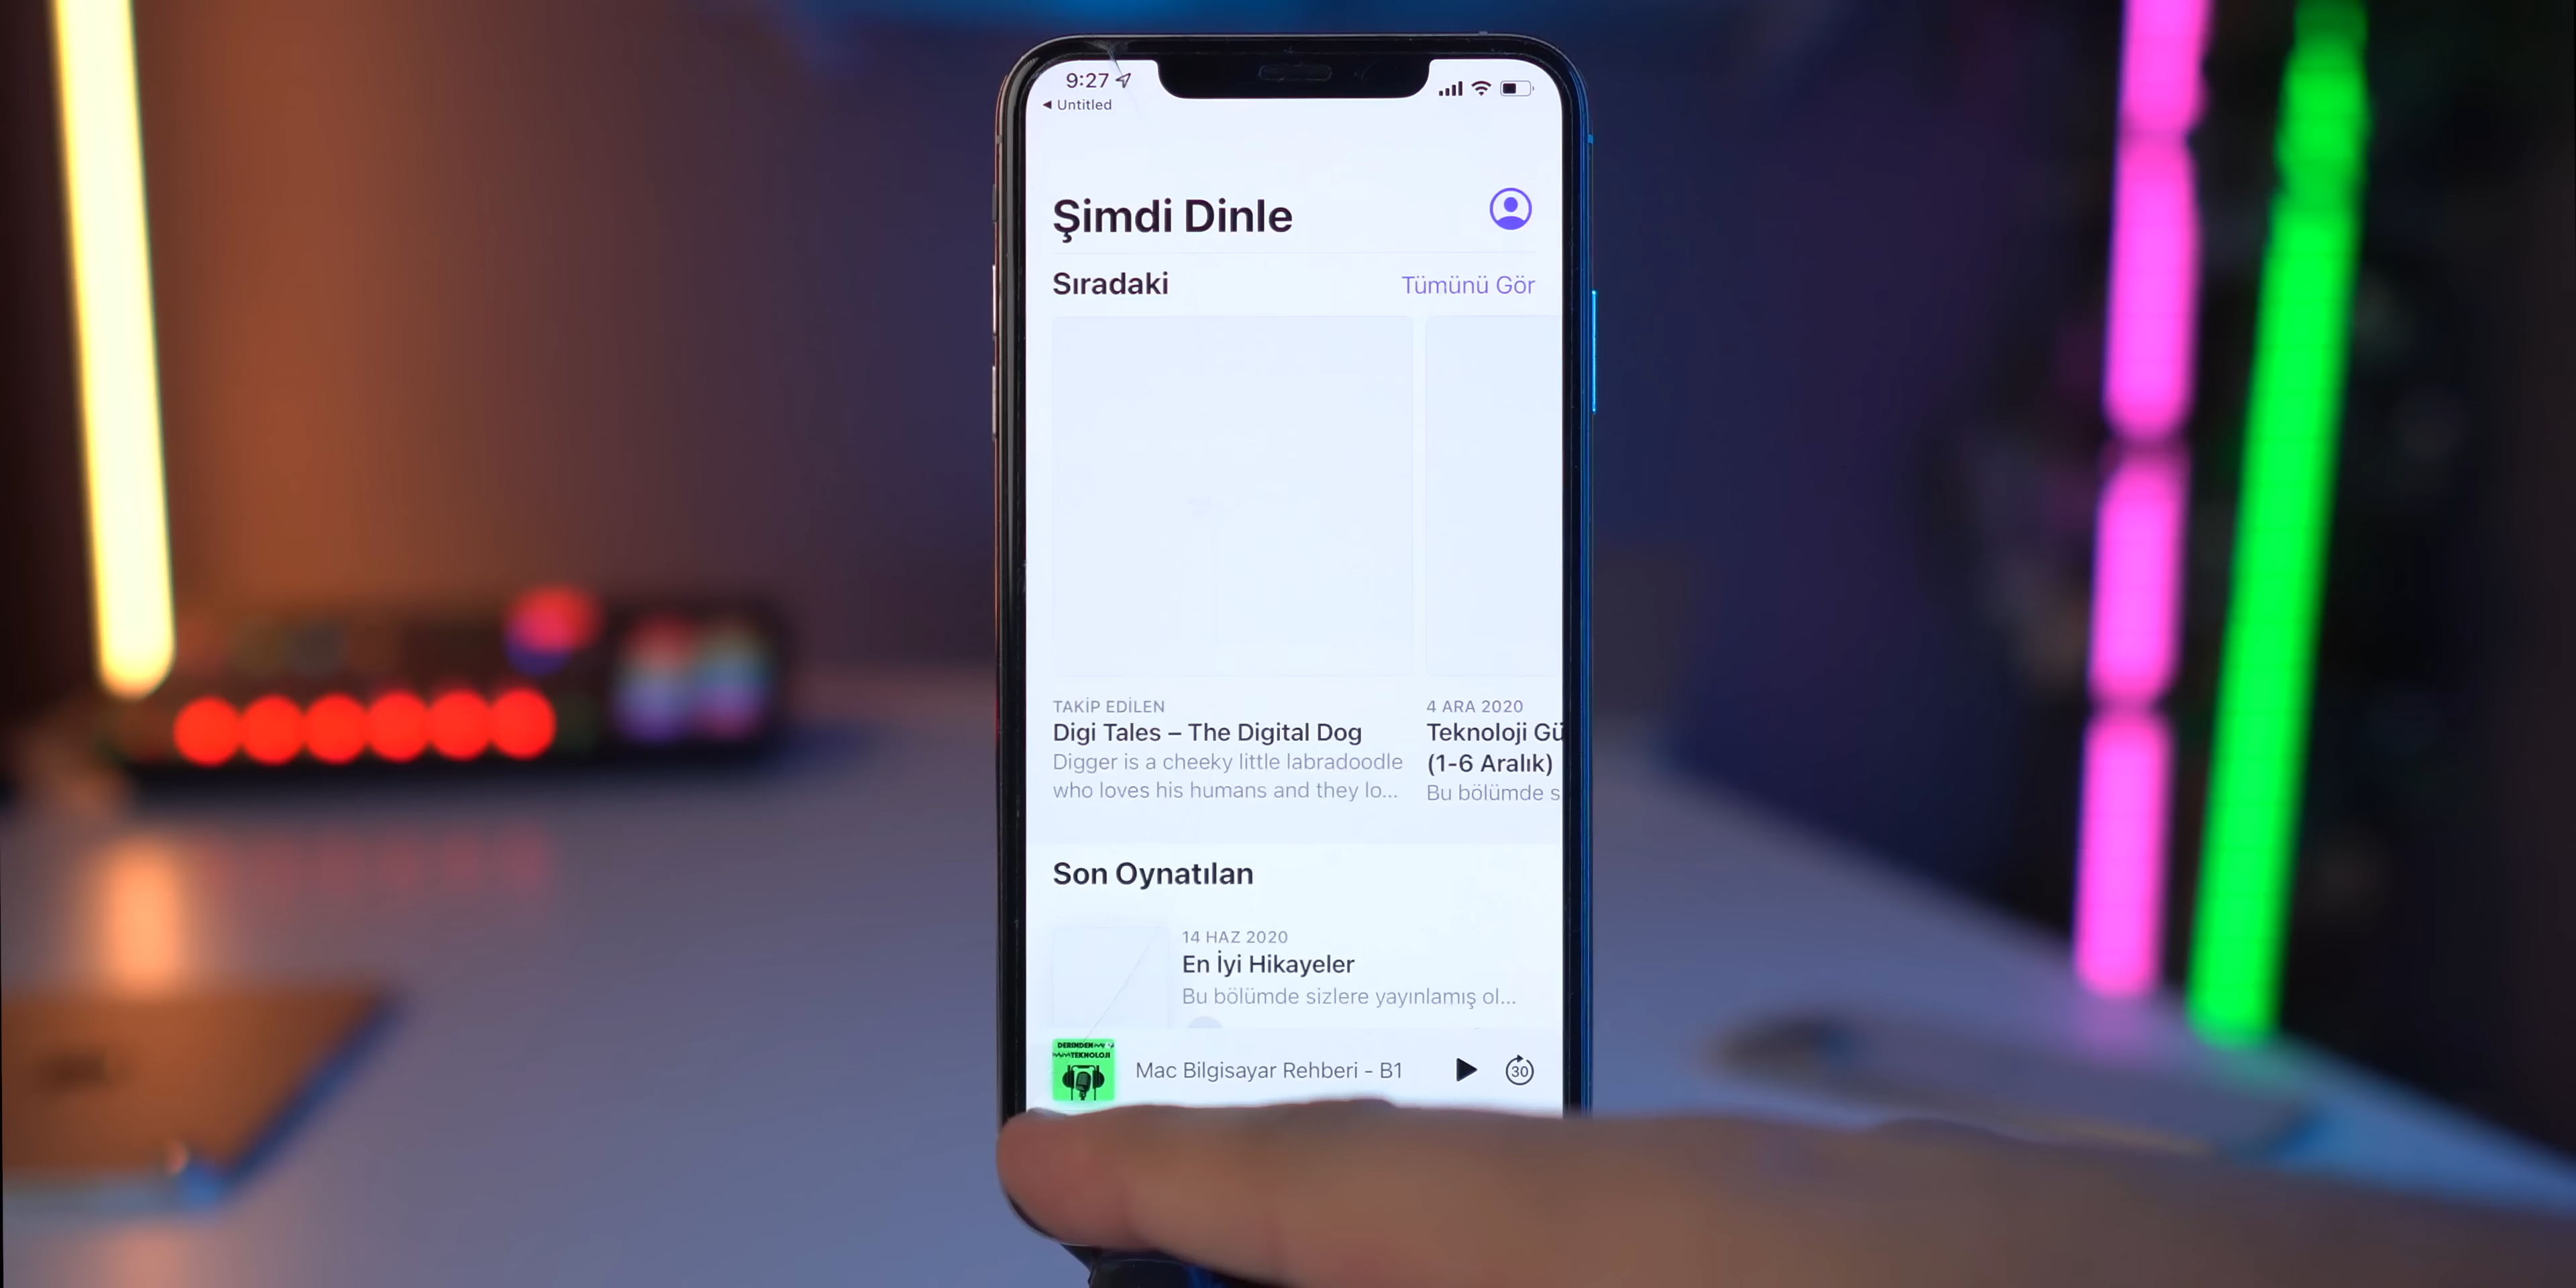 9:27
◀ Untitled
Şimdi Dinle
Sıradaki
Tümünü Gör
TAKİP EDİLEN
Digi Tales – The Digital Dog
Digger is a cheeky little labradoodle
who loves his humans and they lo...
4 ARA 2020
Teknoloji Gü
(1-6 Aralık)
Bu bölümde s
Son Oynatılan
14 HAZ 2020
En İyi Hikayeler
Bu bölümde sizlere yayınlamış ol...
DERINDEN
TEKNOLOJI
Mac Bilgisayar Rehberi - B1
30